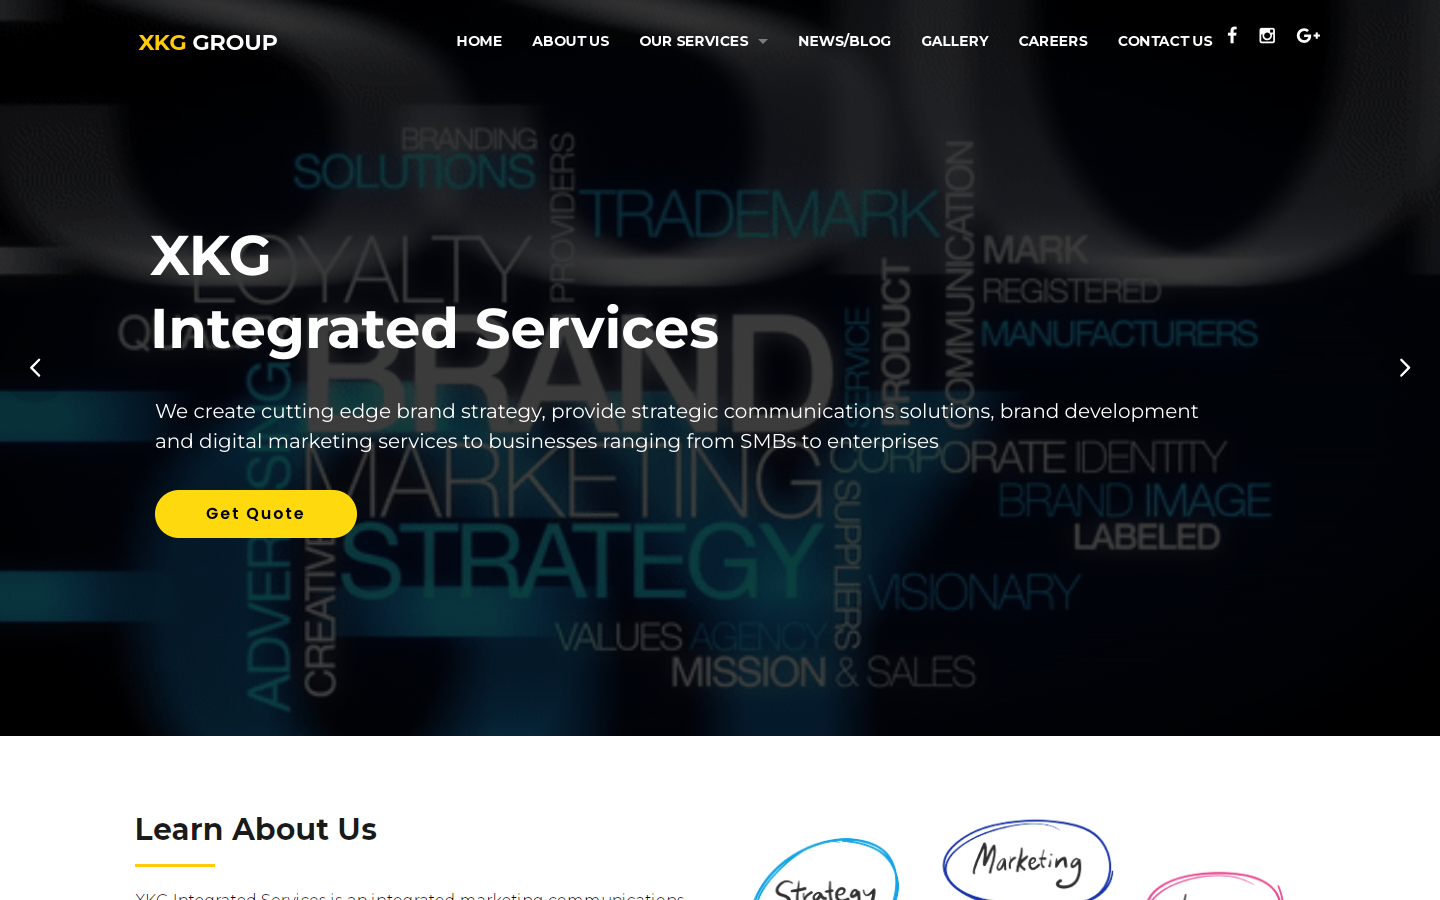 XKG GROUP
HOME ABOUT US OUR SERVICES NEWS/BLOG GALLERY CAREERS CONTACT US
BRANDING
SOLUTIONS
PROVIDERS
TRADEMARK
COMMUNICATION
LOYALTY
MARK
REGISTERED
PRODUCT
SERVICE
MANUFACTURERS
BRAND
ADVERTISING
MARKETING
CORPORATE IDENTITY
BRAND IMAGE
LABELED
STRATEGY
SUPPLIERS
VISIONARY
CREATIVE
VALUES AGENCY
MISSION & SALES
XKG
Integrated Services
We create cutting edge brand strategy, provide strategic communications solutions, brand development
and digital marketing services to businesses ranging from SMBs to enterprises
Get Quote
Learn About Us
XKG Integrated Services is an integrated marketing communications
Strategy
Marketing